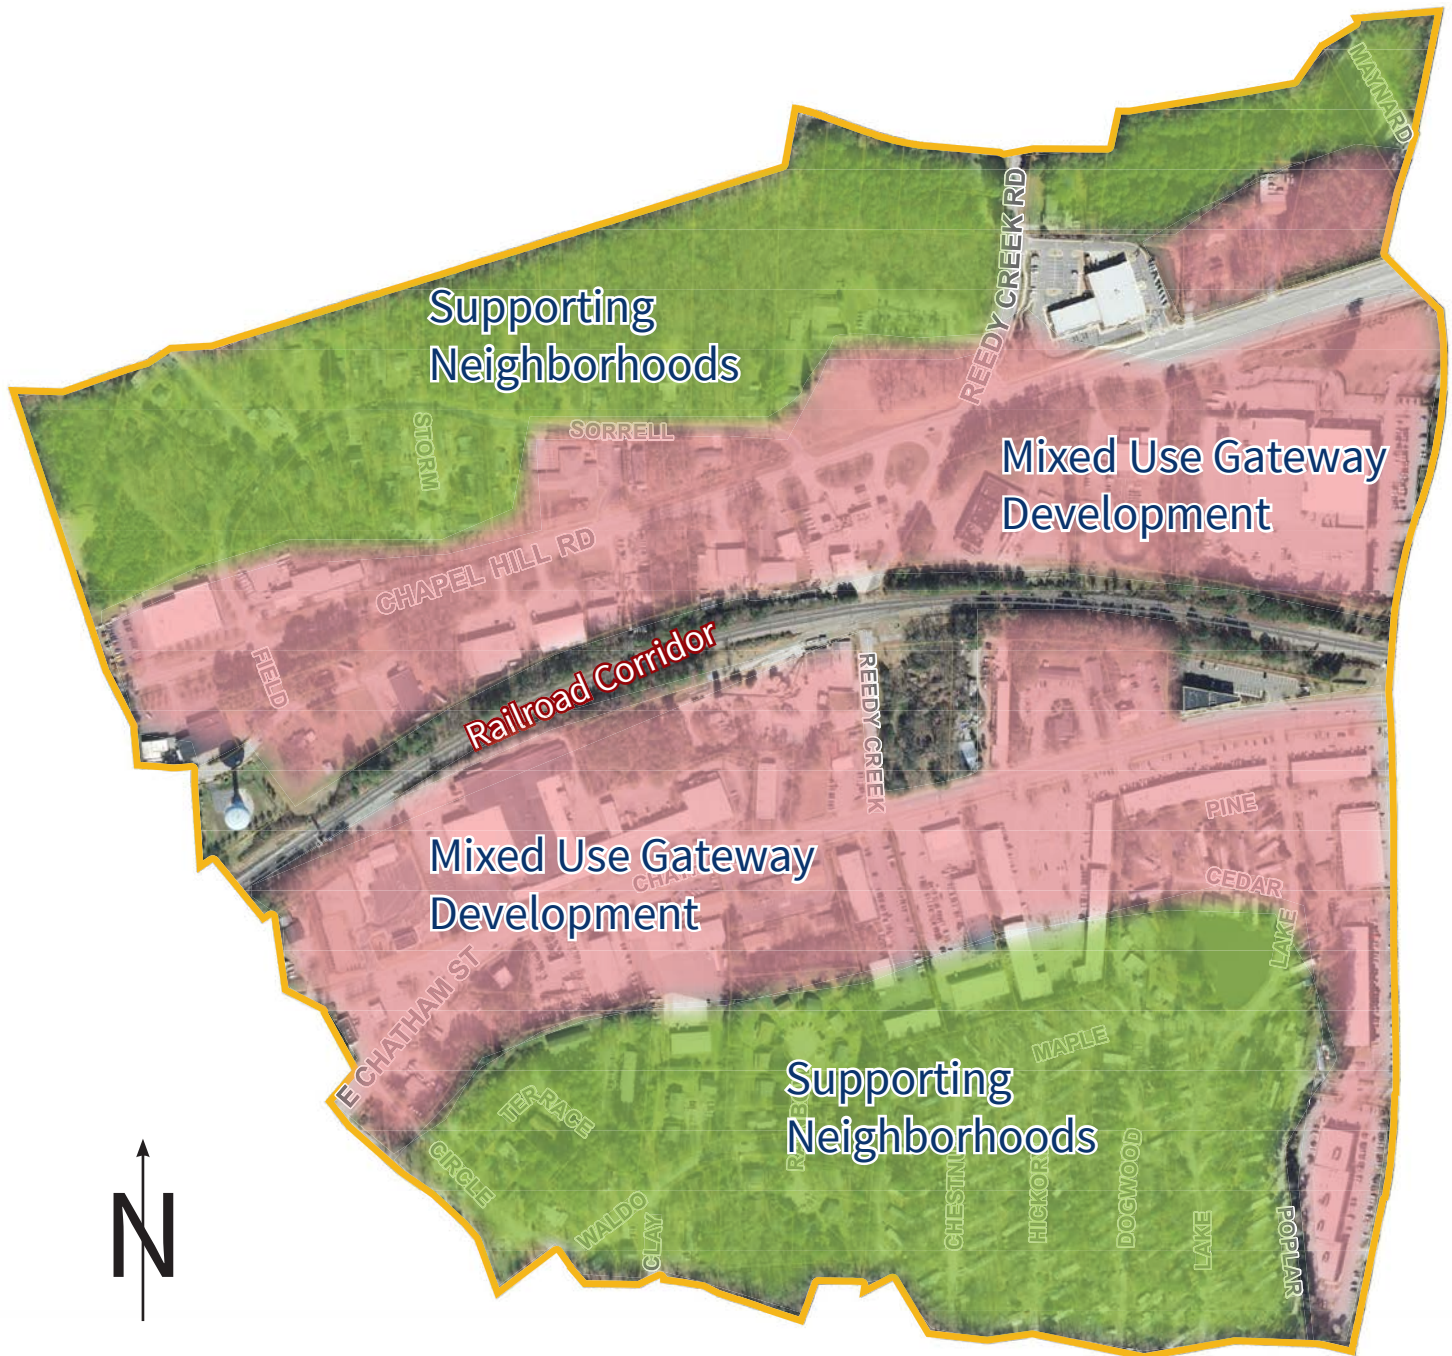 MAYNARD
REEDY CREEK RD
Supporting
Neighborhoods
STORM
SORRELL
Mixed Use Gateway
Development
CHAPEL HILL RD
Railroad Corridor
FIELD
REEDY CREEK
PINE
Mixed Use Gateway
Development
CEDAR
LAKE
E CHATHAM ST
MAPLE
Supporting
Neighborhoods
TERRACE
CIRCLE
WALDO
CLAY
CHESTNUT
HICKORY
DOGWOOD
LAKE
POPLAR
N